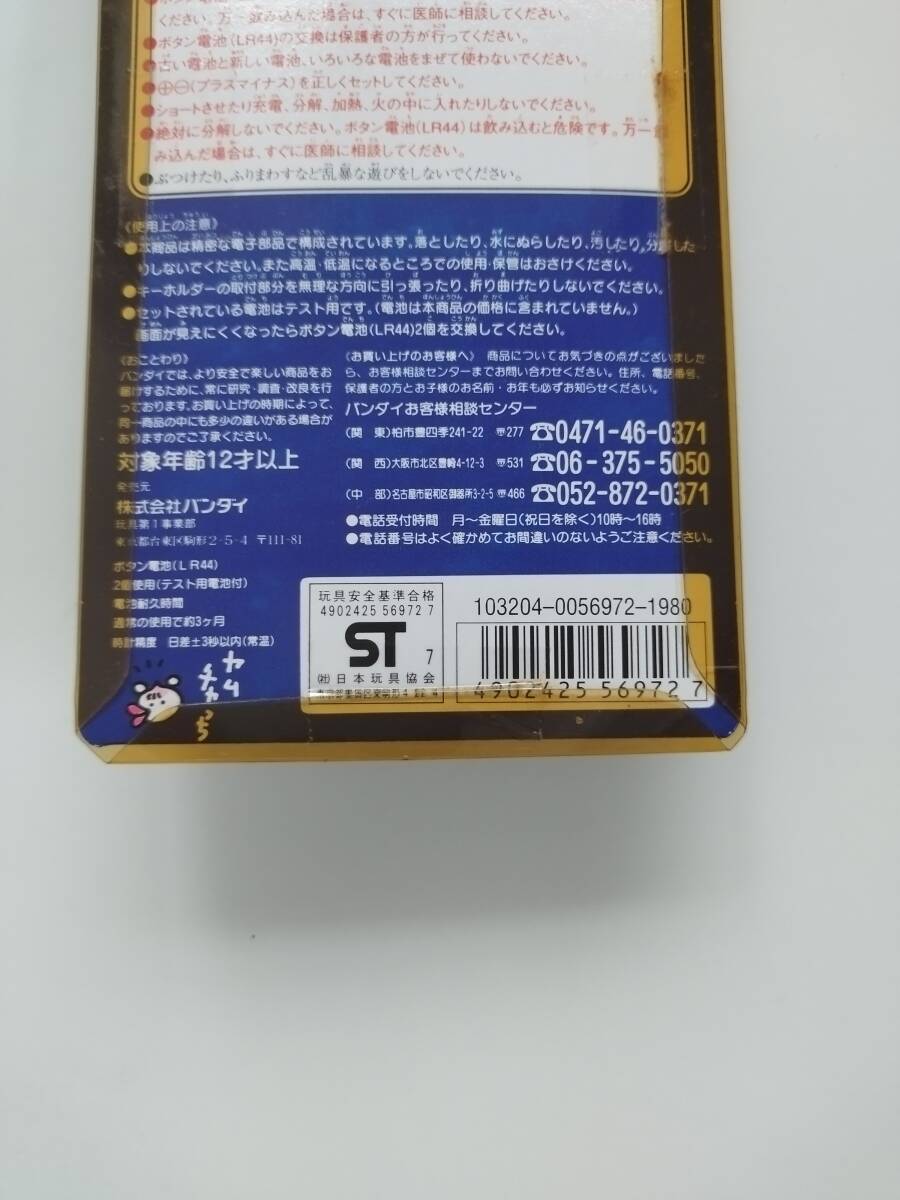 ください。万一飲み込んだ場合は、すぐに医師に相談してください。
●ボタン電池(LR44)の交換は保護者の方が行ってください。
●古い電池と新しい電池、いろいろな電池をまぜて使わないでください。
●⊕⊖(プラスマイナス)を正しくセットしてください。
●ショートさせたり充電、分解、加熱、火の中に入れたりしないでください。
●絶対に分解しないでください。ボタン電池(LR44)は飲み込むと危険です。万一飲
み込んだ場合は、すぐに医師に相談してください。
●ぶつけたり、ふりまわすなど乱暴な遊びをしないでください。
《使用上の注意》
●本商品は精密な電子部品で構成されています。落としたり、水にぬらしたり、汚したり、分解した
りしないでください。また高温・低温になるところでの使用・保管はおさけください。
●キーホルダーの取付部分を無理な方向に引っ張ったり、折り曲げたりしないでください。
●セットされている電池はテスト用です。(電池は本商品の価格に含まれていません。)
画面が見えにくくなったらボタン電池(LR44)2個を交換してください。
《おことわり》
バンダイでは、より安全で楽しい商品をお
届けするために、常に研究・調査・改良を行
っております。お買い上げの時期によって、
同一商品の中にも多少の違いがある場合が
ありますのでご了承ください。
対象年齢12才以上
発売元
株式会社バンダイ
玩具第1事業部
東京都台東区駒形2-5-4 〒111-81
ボタン電池(LR44)
2個使用(テスト用電池付)
電池耐久時間
通常の使用で約3ヶ月
時計精度 日差±3秒以内(常温)
《お買い上げのお客様へ》 商品についてお気づきの点がございました
ら、お客様相談センターまでお問い合わせください。住所、電話番号、
保護者の方とお子様のお名前・お年も必ずお知らせください。
バンダイお客様相談センター
(関 東)柏市豊四季241-22 〒277 ☎0471-46-0371
(関 西)大阪市北区豊崎4-12-3 〒531 ☎06-375-5050
(中 部)名古屋市昭和区御器所3-2-5 〒466 ☎052-872-0371
●電話受付時間 月〜金曜日(祝日を除く)10時〜16時
●電話番号はよく確かめてお間違いのないようご注意ください。
玩具安全基準合格
4902425 56972 7
ST 7
(社)日本玩具協会
103204-0056972-1980
4902425 569727